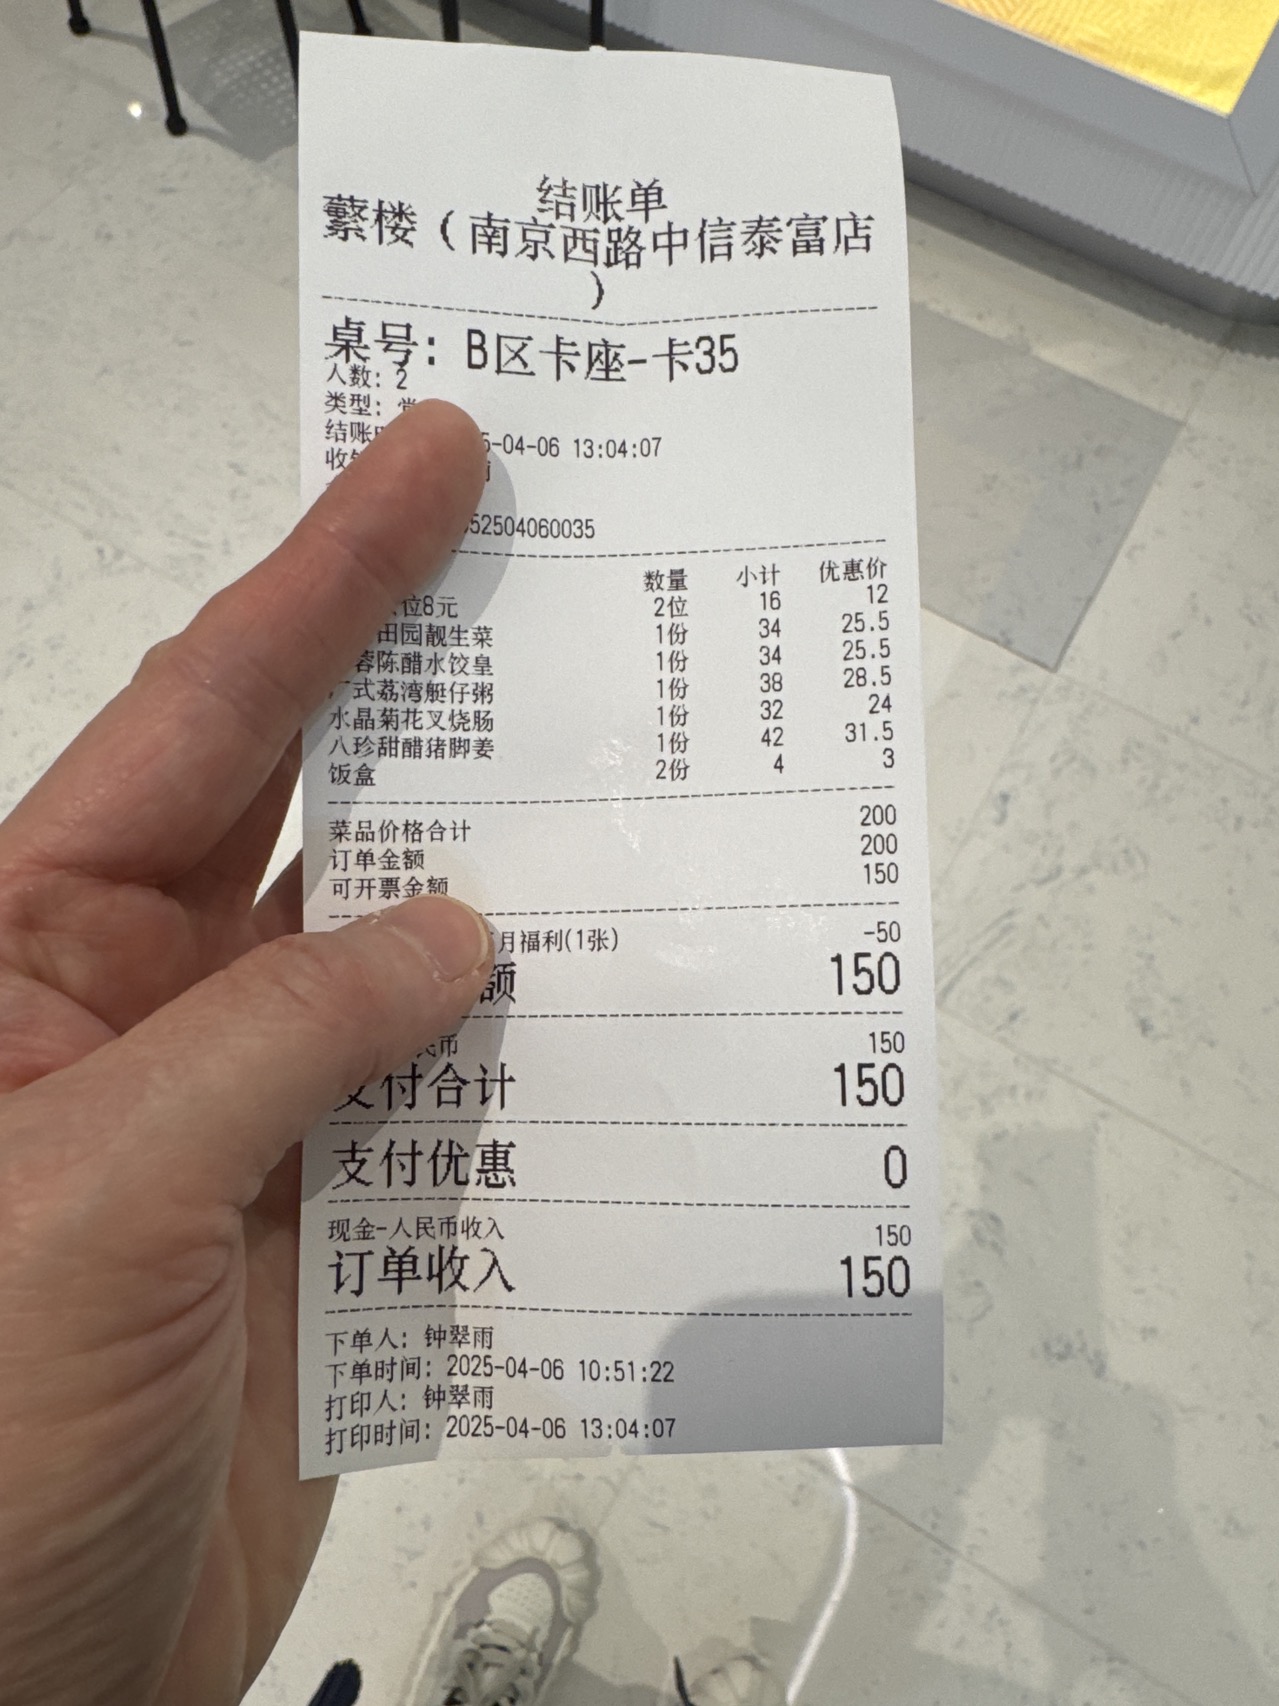 结账单
蘩楼（南京西路中信泰富店
）
桌号: B区卡座-卡35
人数: 2
类型:
结账 5-04-06 13:04:07
收
52504060035
数量 小计 优惠价
位8元 2位 16 12
田园靓生菜 1份 34 25.5
蓉陈醋水饺皇 1份 34 25.5
式荔湾艇仔粥 1份 38 28.5
水晶菊花叉烧肠 1份 32 24
八珍甜醋猪脚姜 1份 42 31.5
饭盒 2份 4 3
菜品价格合计 200
订单金额 200
可开票金额 150
月福利(1张) -50
额 150
民币 150
支付合计 150
支付优惠 0
现金-人民币收入 150
订单收入 150
下单人: 钟翠雨
下单时间: 2025-04-06 10:51:22
打印人: 钟翠雨
打印时间: 2025-04-06 13:04:07